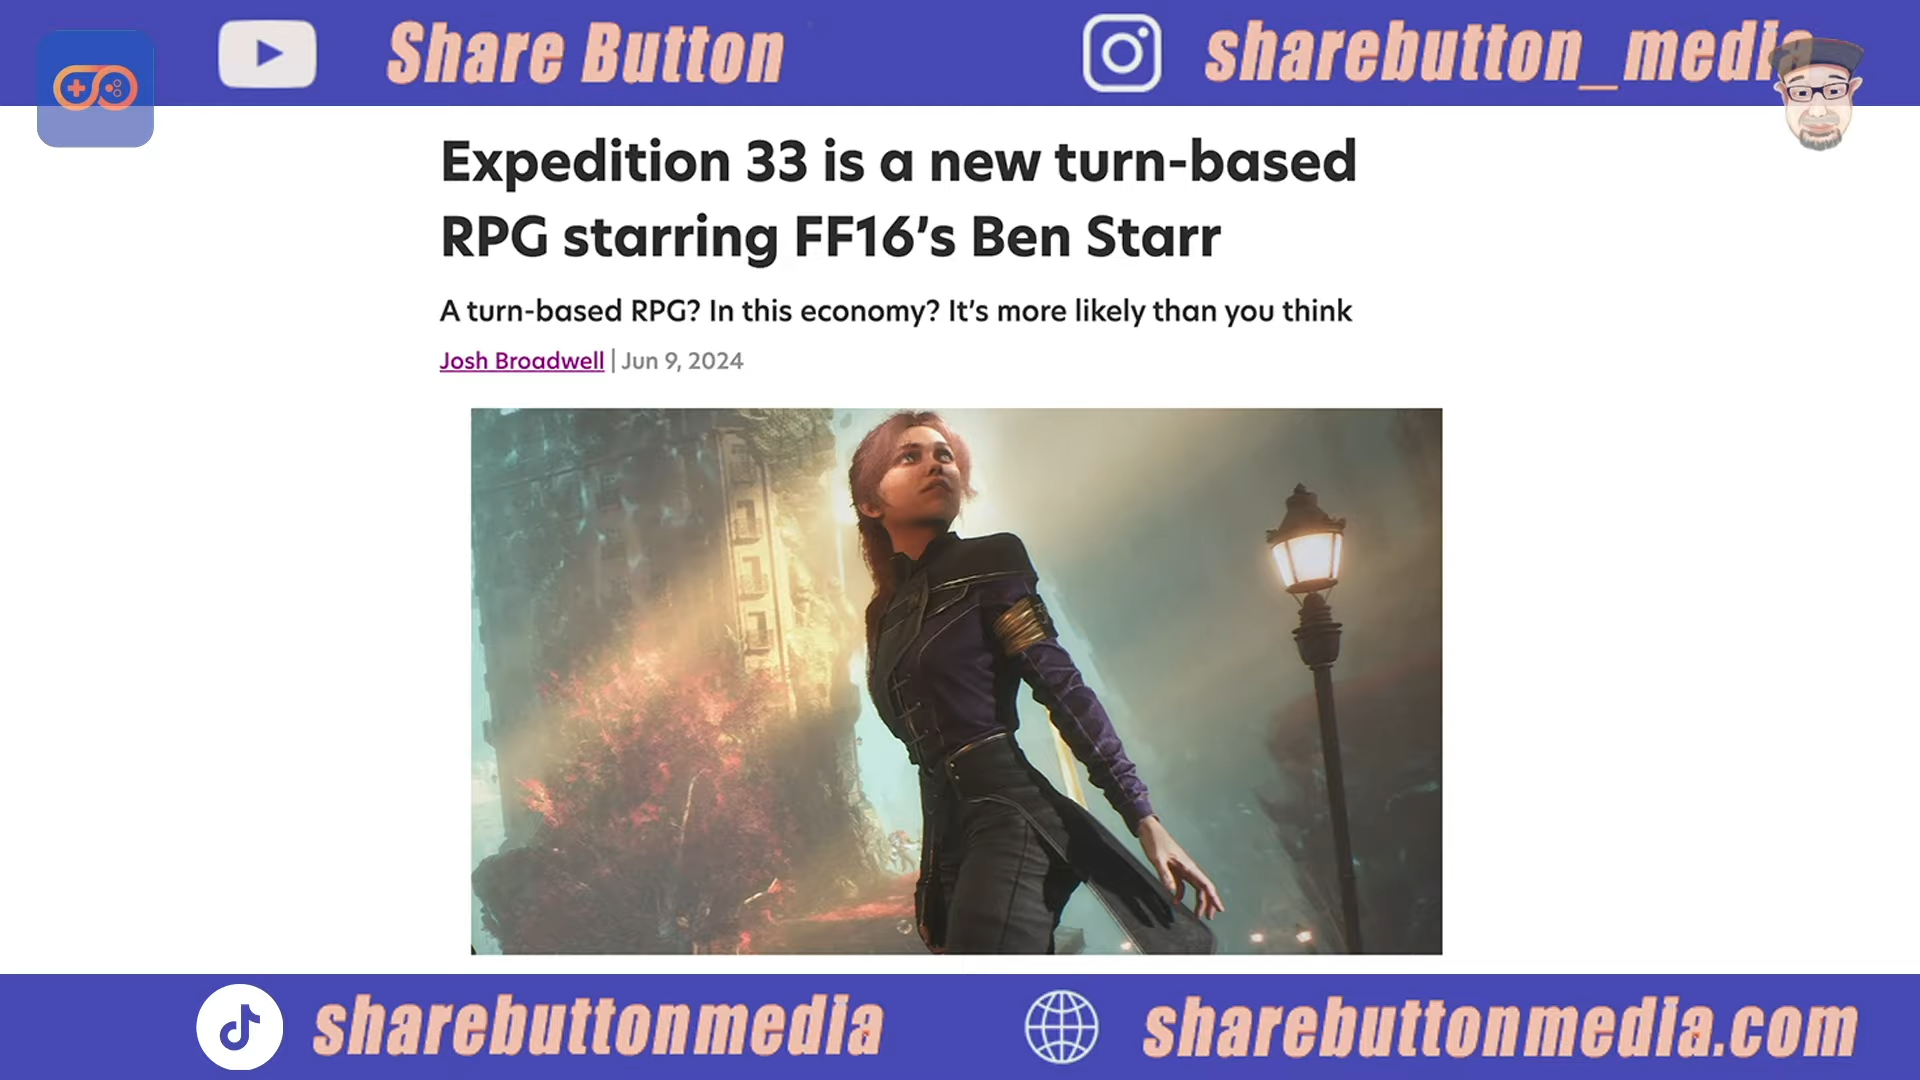 Share Button
sharebutton_media
Expedition 33 is a new turn-based
RPG starring FF16’s Ben Starr
A turn-based RPG? In this economy? It’s more likely than you think
Josh Broadwell | Jun 9, 2024
sharebuttonmedia
sharebuttonmedia.com